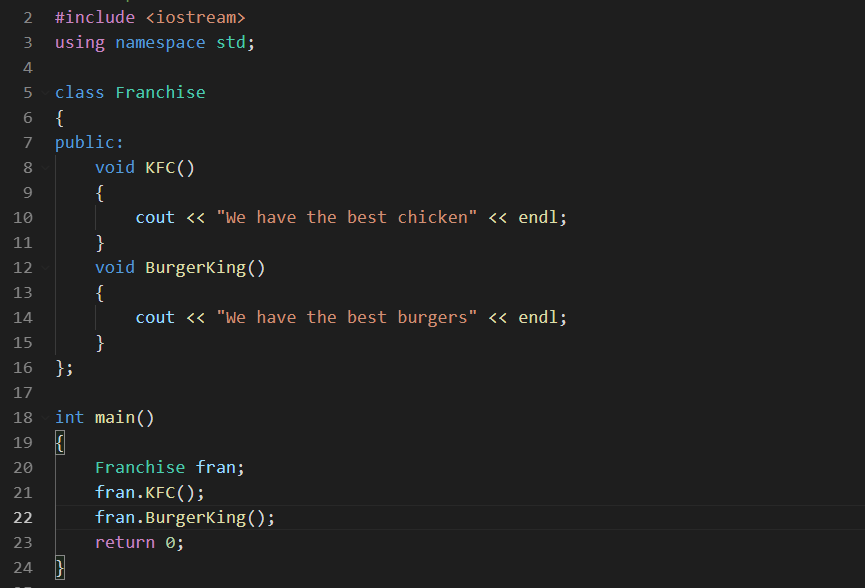 2 #include <iostream>
3 using namespace std;
4
5 class Franchise
6 {
7 public:
8     void KFC()
9     {
10         cout << "We have the best chicken" << endl;
11     }
12     void BurgerKing()
13     {
14         cout << "We have the best burgers" << endl;
15     }
16 };
17
18 int main()
19 {
20     Franchise fran;
21     fran.KFC();
22     fran.BurgerKing();
23     return 0;
24 }